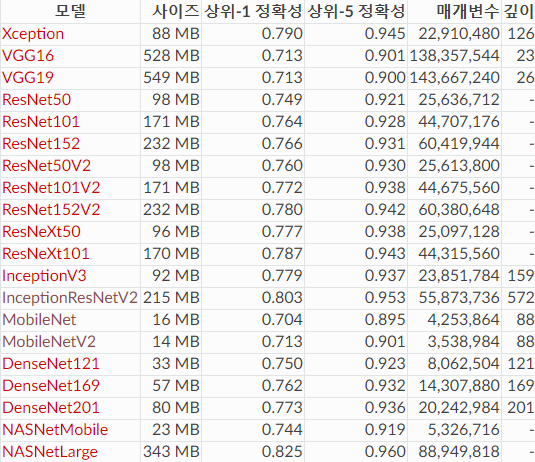 모델 사이즈 상위-1 정확성 상위-5 정확성 매개변수 깊이
Xception 88 MB 0.790 0.945 22,910,480 126
VGG16 528 MB 0.713 0.901 138,357,544 23
VGG19 549 MB 0.713 0.900 143,667,240 26
ResNet50 98 MB 0.749 0.921 25,636,712 -
ResNet101 171 MB 0.764 0.928 44,707,176 -
ResNet152 232 MB 0.766 0.931 60,419,944 -
ResNet50V2 98 MB 0.760 0.930 25,613,800 -
ResNet101V2 171 MB 0.772 0.938 44,675,560 -
ResNet152V2 232 MB 0.780 0.942 60,380,648 -
ResNeXt50 96 MB 0.777 0.938 25,097,128 -
ResNeXt101 170 MB 0.787 0.943 44,315,560 -
InceptionV3 92 MB 0.779 0.937 23,851,784 159
InceptionResNetV2 215 MB 0.803 0.953 55,873,736 572
MobileNet 16 MB 0.704 0.895 4,253,864 88
MobileNetV2 14 MB 0.713 0.901 3,538,984 88
DenseNet121 33 MB 0.750 0.923 8,062,504 121
DenseNet169 57 MB 0.762 0.932 14,307,880 169
DenseNet201 80 MB 0.773 0.936 20,242,984 201
NASNetMobile 23 MB 0.744 0.919 5,326,716 -
NASNetLarge 343 MB 0.825 0.960 88,949,818 -